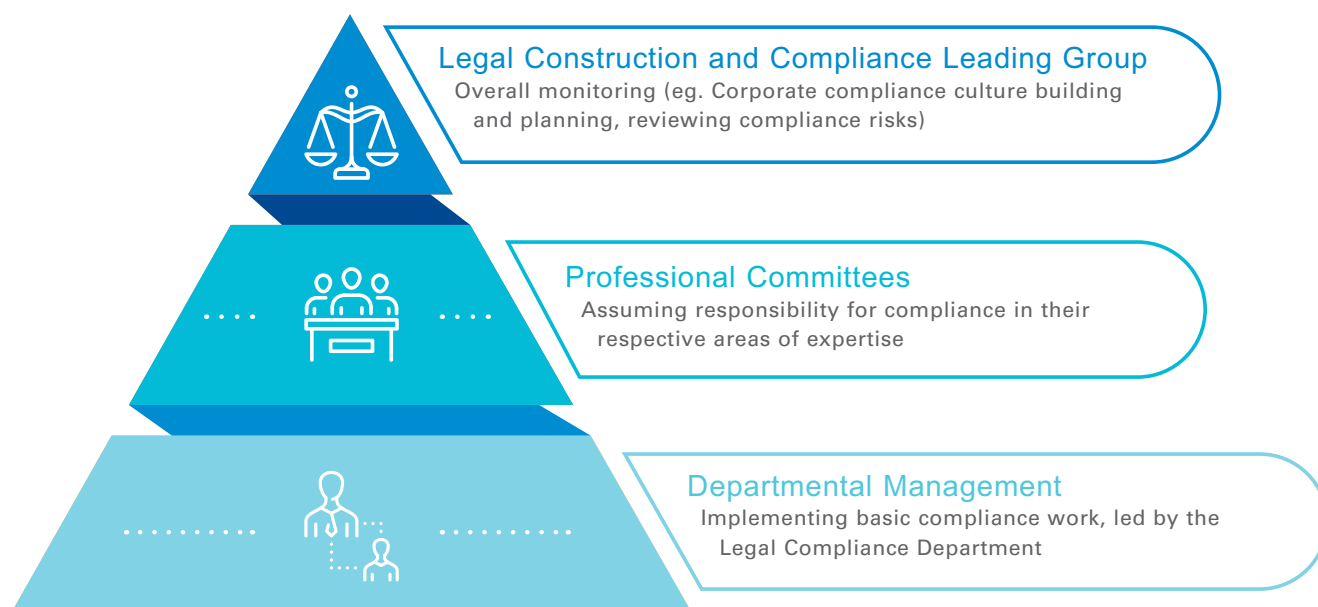 Legal Construction and Compliance Leading Group
Overall monitoring (eg. Corporate compliance culture building
and planning, reviewing compliance risks)
Professional Committees
Assuming responsibility for compliance in their
respective areas of expertise
Departmental Management
Implementing basic compliance work, led by the
Legal Compliance Department